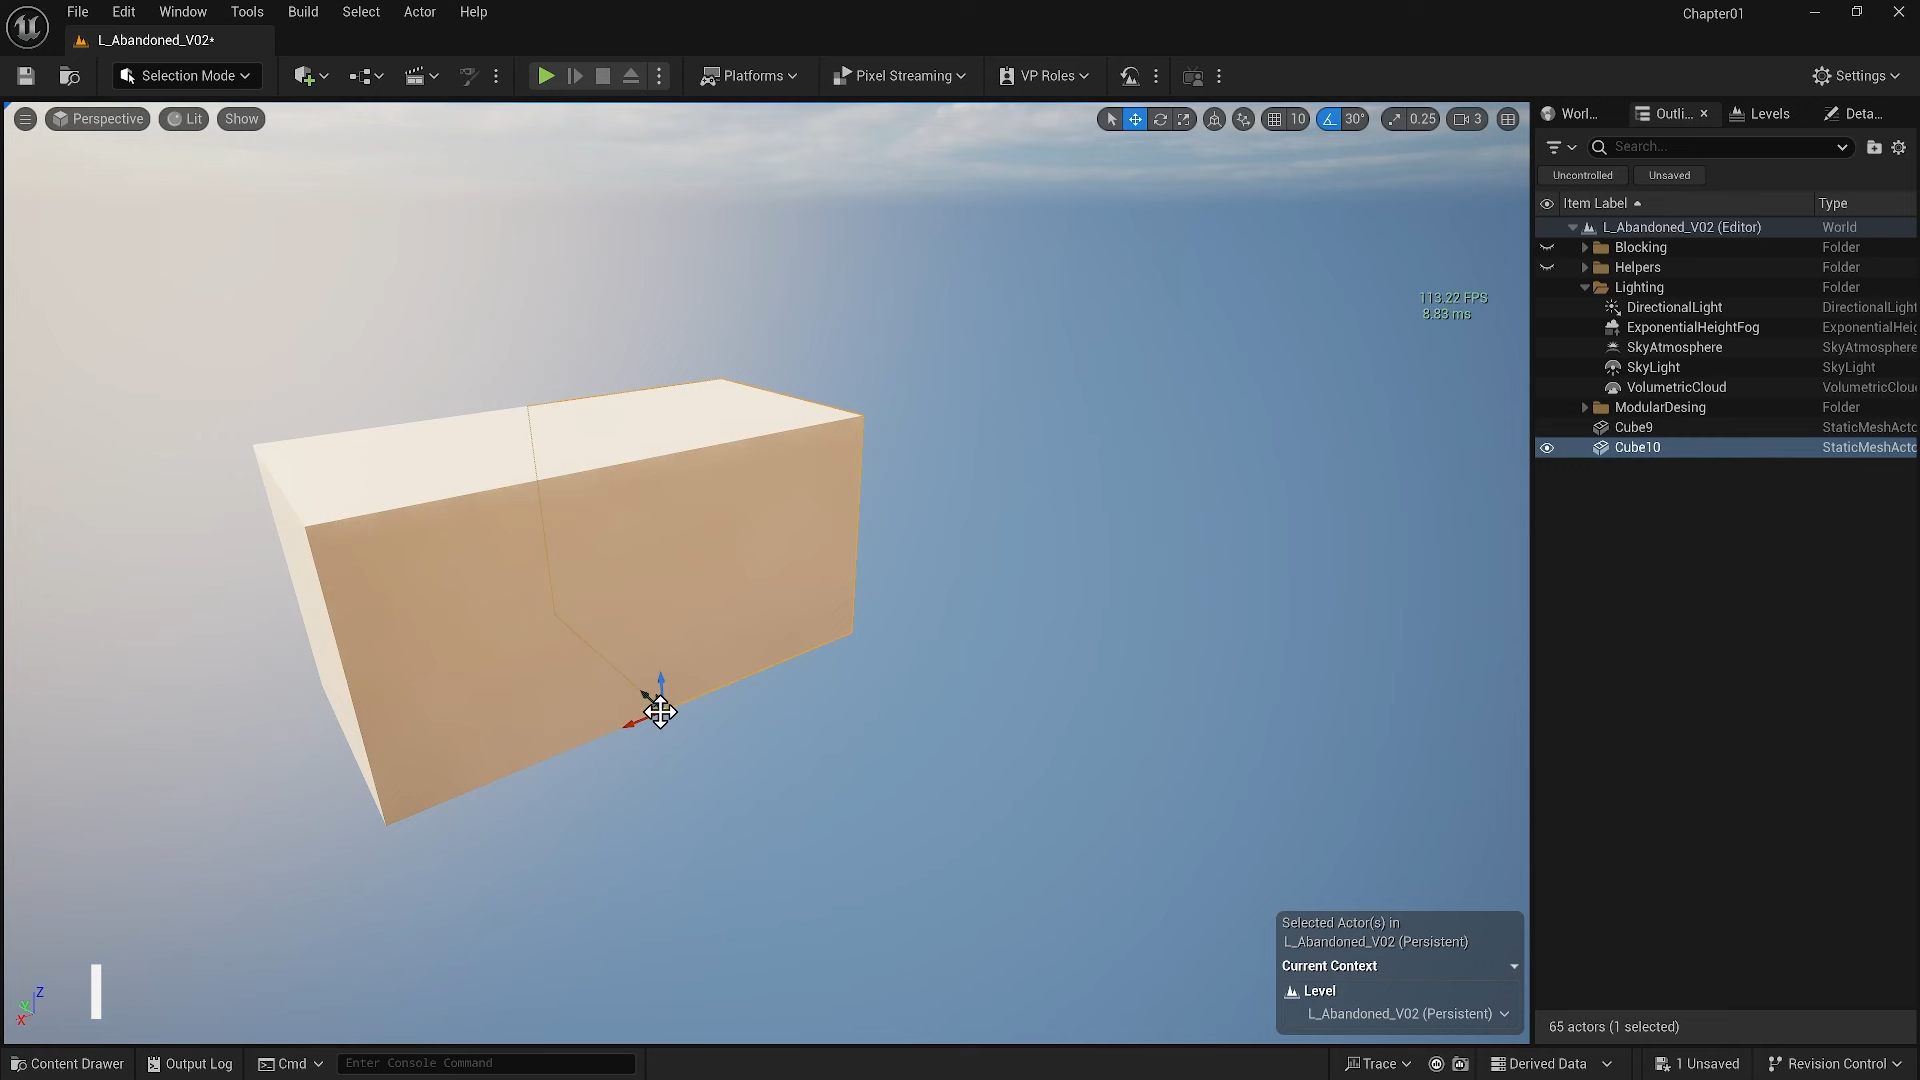 File Edit Window Tools Build Select Actor Help
Chapter01
L_Abandoned_V02*
Selection Mode
Platforms
Pixel Streaming
VP Roles
Settings
Perspective
Lit
Show
10
30°
0.25
3
Worl...
Outli...
Levels
Deta...
Search...
Uncontrolled
Unsaved
Item Label
Type
L_Abandoned_V02 (Editor) World
Blocking Folder
Helpers Folder
Lighting Folder
DirectionalLight DirectionalLight
ExponentialHeightFog ExponentialHeig
SkyAtmosphere SkyAtmosphere
SkyLight SkyLight
VolumetricCloud VolumetricClou
ModularDesing Folder
Cube9 StaticMeshActo
Cube10 StaticMeshActo
113.22 FPS
8.83 ms
Selected Actor(s) in
L_Abandoned_V02 (Persistent)
Current Context
Level
L_Abandoned_V02 (Persistent)
Z
Y
X
65 actors (1 selected)
Content Drawer
Output Log
Cmd
Enter Console Command
Trace
Derived Data
1 Unsaved
Revision Control